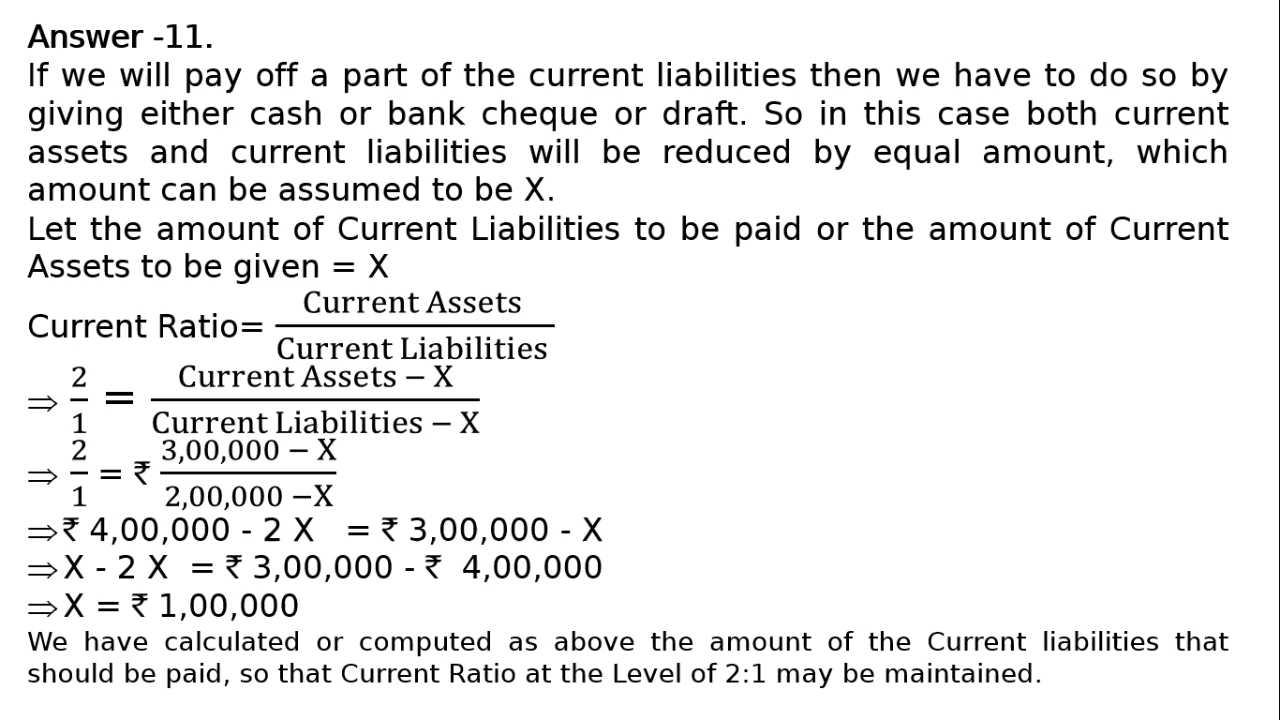 Answer -11.
If we will pay off a part of the current liabilities then we have to do so by
giving either cash or bank cheque or draft. So in this case both current
assets and current liabilities will be reduced by equal amount, which
amount can be assumed to be X.
Let the amount of Current Liabilities to be paid or the amount of Current
Assets to be given = X
Current Ratio= Current Assets / Current Liabilities
⇒ 2/1 = Current Assets – X / Current Liabilities – X
⇒ 2/1 = ₹ 3,00,000 – X / 2,00,000 –X
⇒₹ 4,00,000 - 2 X = ₹ 3,00,000 - X
⇒X - 2 X = ₹ 3,00,000 - ₹ 4,00,000
⇒X = ₹ 1,00,000
We have calculated or computed as above the amount of the Current liabilities that
should be paid, so that Current Ratio at the Level of 2:1 may be maintained.